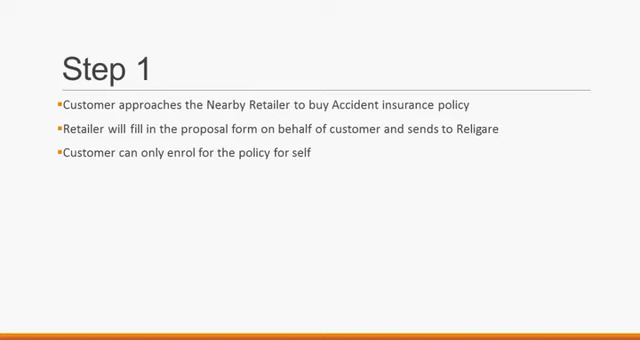 Step 1
▪Customer approaches the Nearby Retailer to buy Accident insurance policy
▪Retailer will fill in the proposal form on behalf of customer and sends to Religare
▪Customer can only enrol for the policy for self